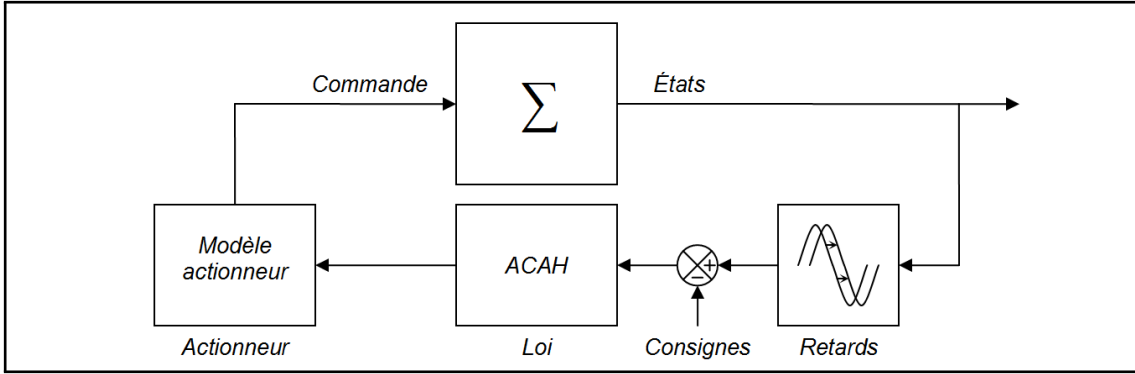 Commande
États
∑
Modèle
actionneur
ACAH
+
−
Actionneur
Loi
Consignes
Retards